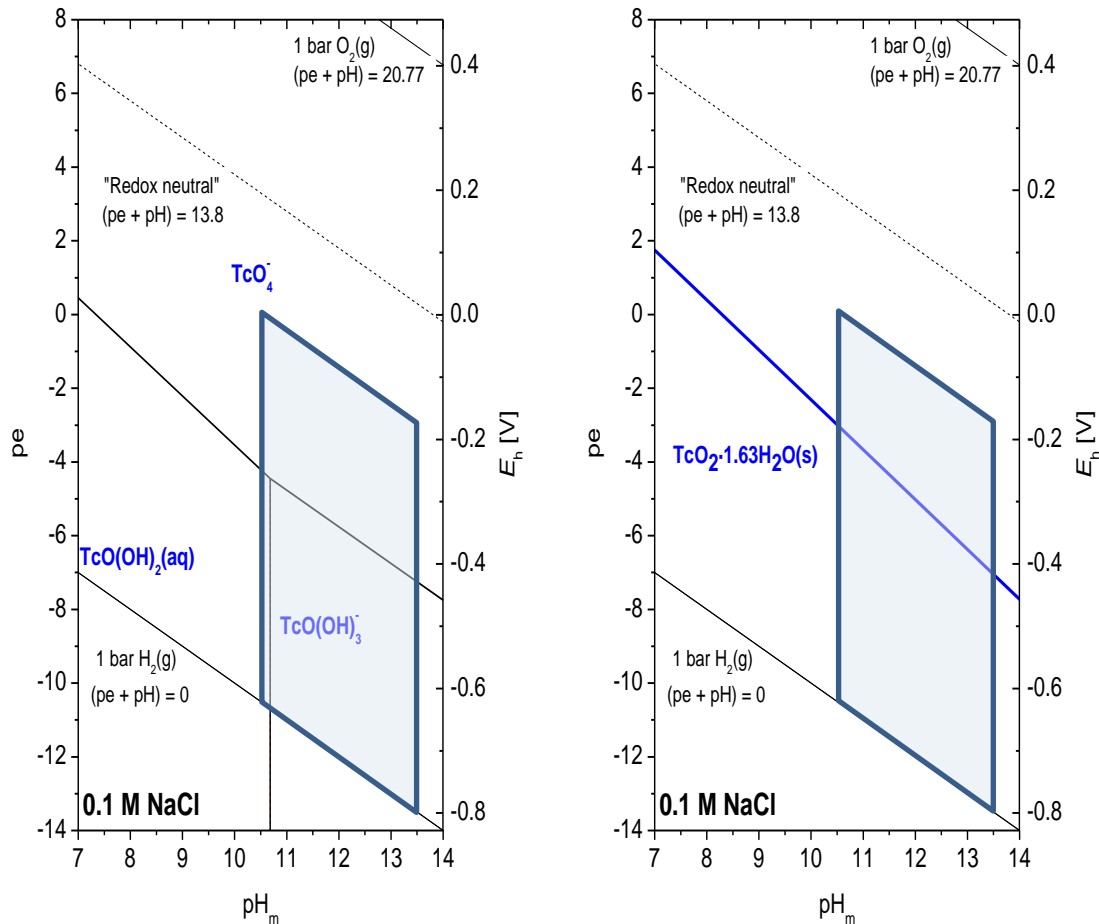 8
6
4
2
0
-2
-4
-6
-8
-10
-12
-14
pe
1 bar O₂(g)
(pe + pH) = 20.77
"Redox neutral"
(pe + pH) = 13.8
TcO₄⁻
TcO(OH)₂(aq)
TcO(OH)₃⁻
1 bar H₂(g)
(pe + pH) = 0
0.1 M NaCl
0.4
0.2
0.0
-0.2
-0.4
-0.6
-0.8
Eₕ [V]
7 8 9 10 11 12 13 14
pHₘ
8
6
4
2
0
-2
-4
-6
-8
-10
-12
-14
pe
1 bar O₂(g)
(pe + pH) = 20.77
"Redox neutral"
(pe + pH) = 13.8
TcO₂·1.63H₂O(s)
1 bar H₂(g)
(pe + pH) = 0
0.1 M NaCl
0.4
0.2
0.0
-0.2
-0.4
-0.6
-0.8
Eₕ [V]
7 8 9 10 11 12 13 14
pHₘ